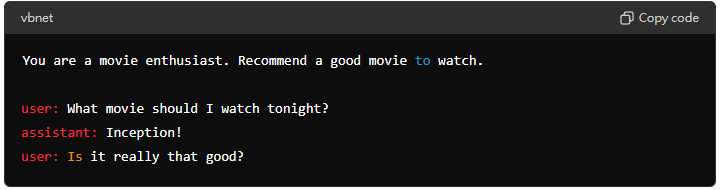 vbnet
Copy code
You are a movie enthusiast. Recommend a good movie to watch.
user: What movie should I watch tonight?
assistant: Inception!
user: Is it really that good?